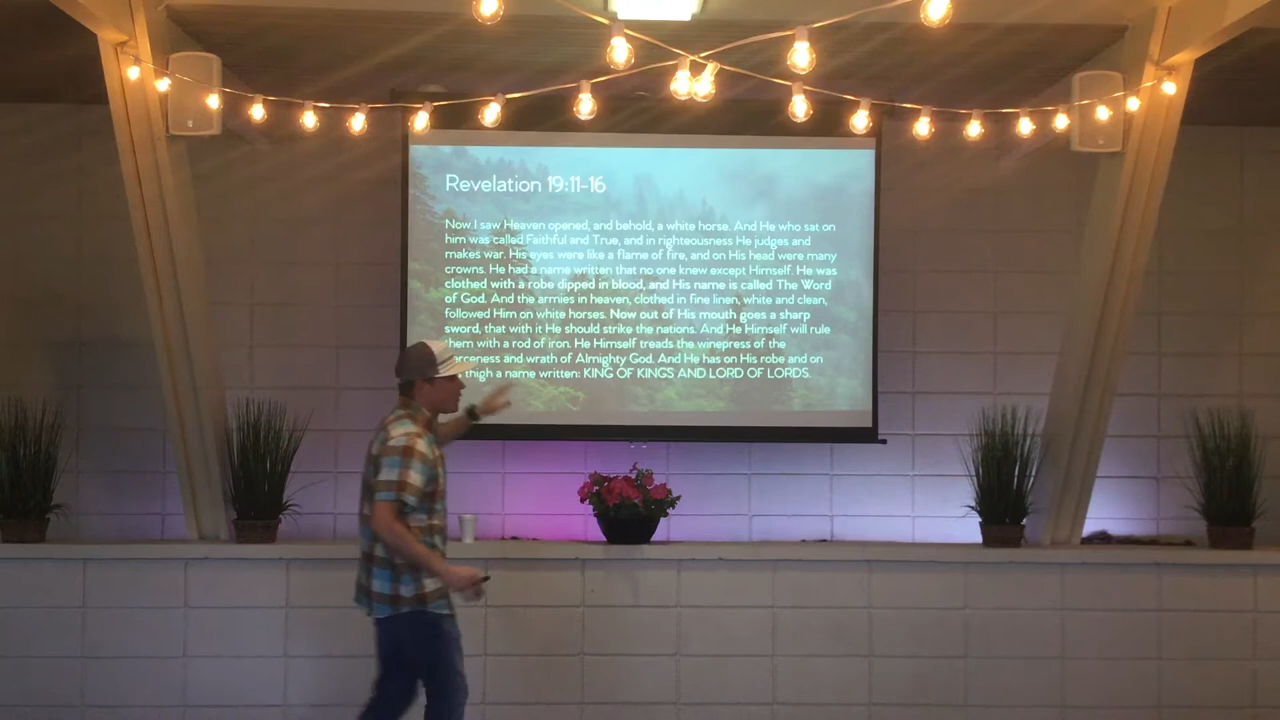 Revelation 19:11-16
Now I saw Heaven opened, and behold, a white horse. And He who sat on
him was called Faithful and True, and in righteousness He judges and
makes war. His eyes were like a flame of fire, and on His head were many
crowns. He had a name written that no one knew except Himself. He was
clothed with a robe dipped in blood, and His name is called The Word
of God. And the armies in heaven, clothed in fine linen, white and clean,
followed Him on white horses. Now out of His mouth goes a sharp
sword, that with it He should strike the nations. And He Himself will rule
them with a rod of iron. He Himself treads the winepress of the
and wrath of Almighty God. And He has on His robe and on
thigh a name written: KING OF KINGS AND LORD OF LORDS.